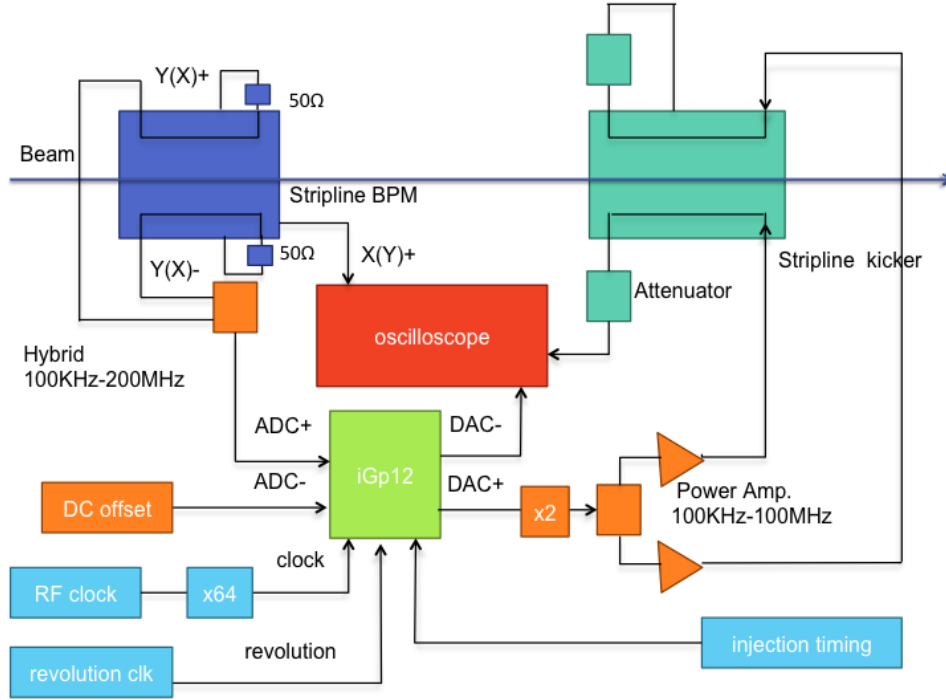 Y(X)+
50Ω
Beam
Stripline BPM
Y(X)-
50Ω
X(Y)+
Stripline  kicker
Attenuator
oscilloscope
Hybrid
100KHz-200MHz
ADC+
DAC-
iGp12
ADC-
DAC+
DC offset
x2
Power Amp.
100KHz-100MHz
clock
RF clock
x64
revolution
injection timing
revolution clk